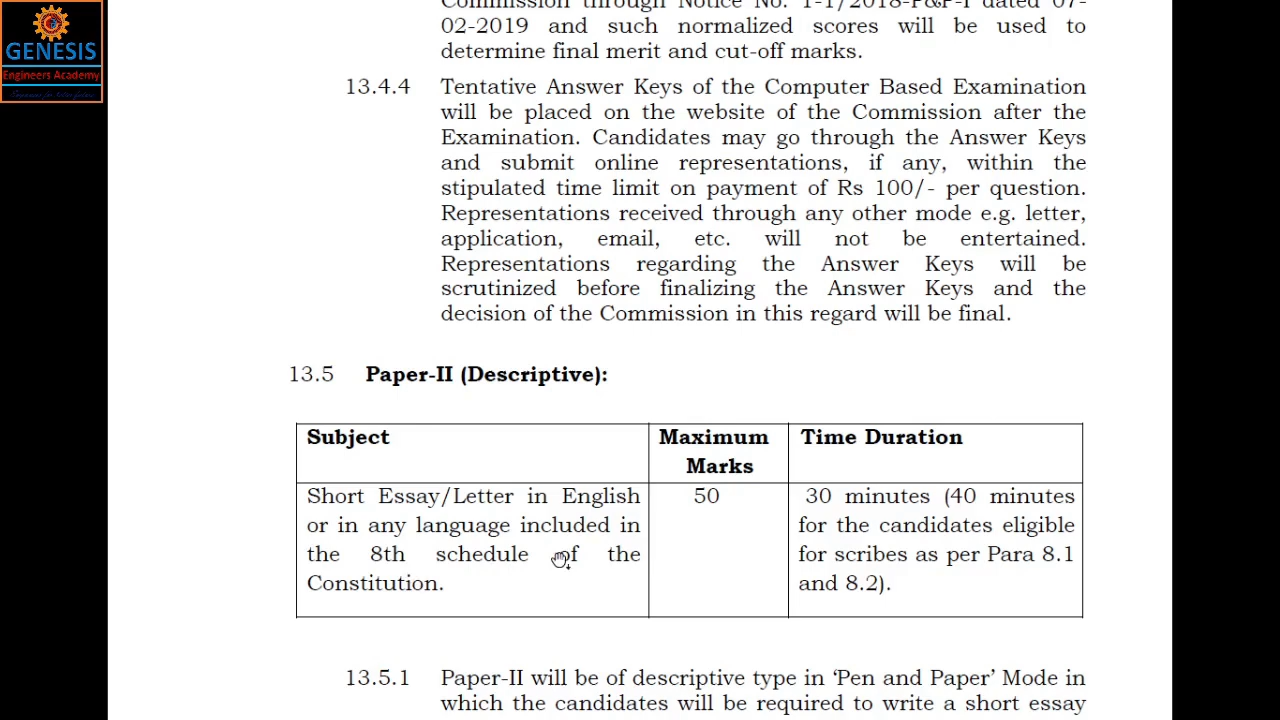 GENESIS
Engineers Academy
Commission through Notice No. 1-1/2018-P&P-I dated 07-
02-2019 and such normalized scores will be used to
determine final merit and cut-off marks.
13.4.4 Tentative Answer Keys of the Computer Based Examination
will be placed on the website of the Commission after the
Examination. Candidates may go through the Answer Keys
and submit online representations, if any, within the
stipulated time limit on payment of Rs 100/- per question.
Representations received through any other mode e.g. letter,
application, email, etc. will not be entertained.
Representations regarding the Answer Keys will be
scrutinized before finalizing the Answer Keys and the
decision of the Commission in this regard will be final.
13.5 Paper-II (Descriptive):
Subject
Maximum
Marks
Time Duration
Short Essay/Letter in English
or in any language included in
the 8th schedule of the
Constitution.
50
30 minutes (40 minutes
for the candidates eligible
for scribes as per Para 8.1
and 8.2).
13.5.1 Paper-II will be of descriptive type in ‘Pen and Paper’ Mode in
which the candidates will be required to write a short essay